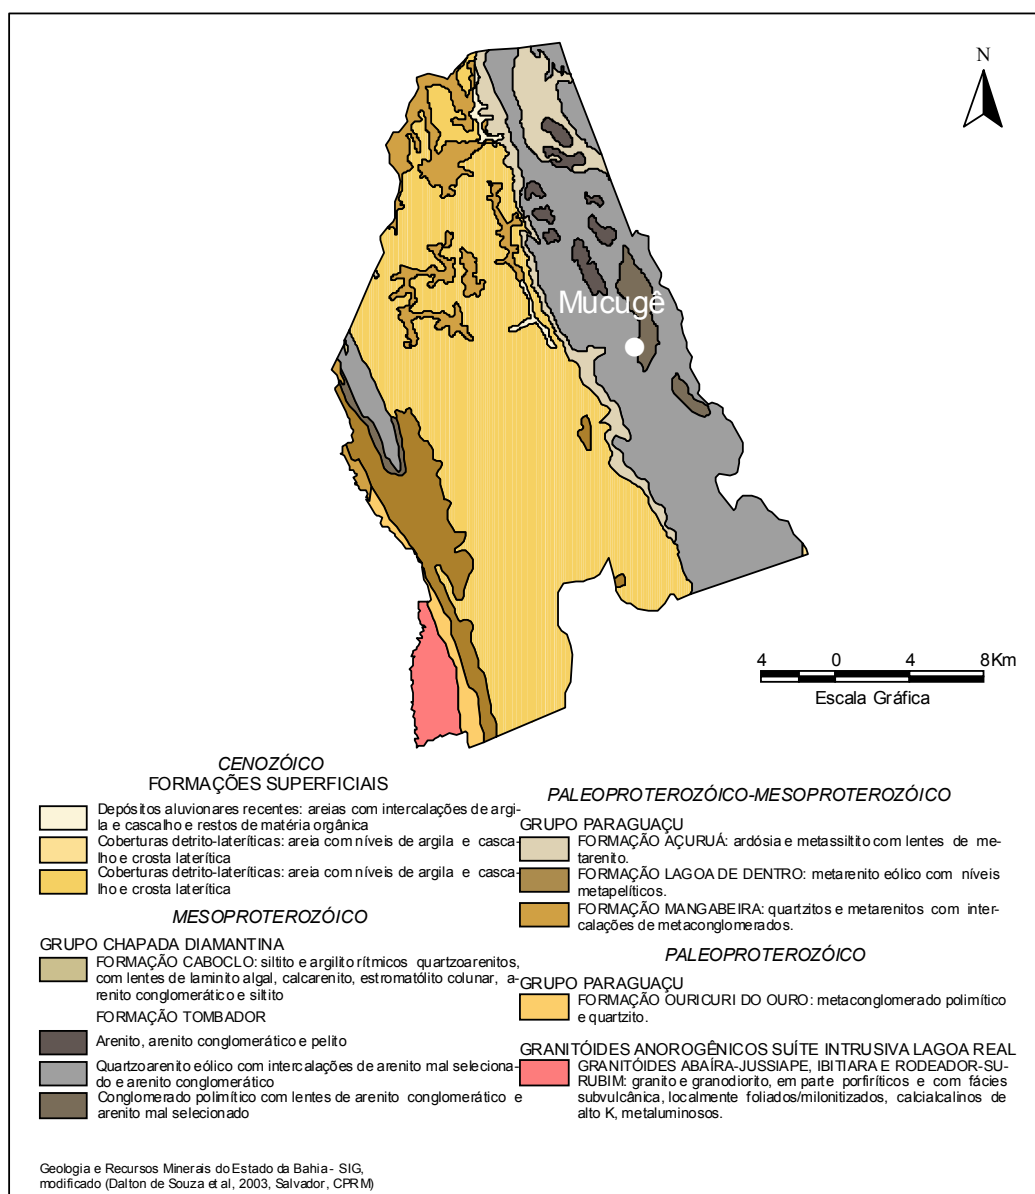 N
Mucugê
4 0 4 8Km
Escala Gráfica
CENOZÓICO
FORMAÇÕES SUPERFICIAIS
Depósitos aluvionares recentes: areias com intercalações de argi-
la e cascalho e restos de matéria orgânica
Coberturas detrito-lateríticas: areia com níveis de argila e casca-
lho e crosta laterítica
Coberturas detrito-lateríticas: areia com níveis de argila e casca-
lho e crosta laterítica
MESOPROTEROZÓICO
GRUPO CHAPADA DIAMANTINA
FORMAÇÃO CABOCLO: siltito e argilito rítmicos quartzoarenitos,
com lentes de laminito algal, calcarenito, estromatólito colunar, a-
renito conglomerático e siltito
FORMAÇÃO TOMBADOR
Arenito, arenito conglomerático e pelito
Quartzoarenito eólico com intercalações de arenito mal seleciona-
do e arenito conglomerático
Conglomerado polimítico com lentes de arenito conglomerático e
arenito mal selecionado
PALEOPROTEROZÓICO-MESOPROTEROZÓICO
GRUPO PARAGUAÇU
FORMAÇÃO AÇURUÁ: ardósia e metassiltito com lentes de me-
tarenito.
FORMAÇÃO LAGOA DE DENTRO: metarenito eólico com níveis
metapelíticos.
FORMAÇÃO MANGABEIRA: quartzitos e metarenitos com inter-
calações de metaconglomerados.
PALEOPROTEROZÓICO
GRUPO PARAGUAÇU
FORMAÇÃO OURICURI DO OURO: metaconglomerado polimítico
e quartzito.
GRANITÓIDES ANOROGÊNICOS SUÍTE INTRUSIVA LAGOA REAL
GRANITÓIDES ABAÍRA-JUSSIAPE, IBITIARA E RODEADOR-SU-
RUBIM: granito e granodiorito, em parte porfiríticos e com fácies
subvulcânica, localmente foliados/milonitizados, calcialcalinos de
alto K, metaluminosos.
Geologia e Recursos Minerais do Estado da Bahia - SIG,
modificado (Dalton de Souza et al, 2003, Salvador, CPRM)